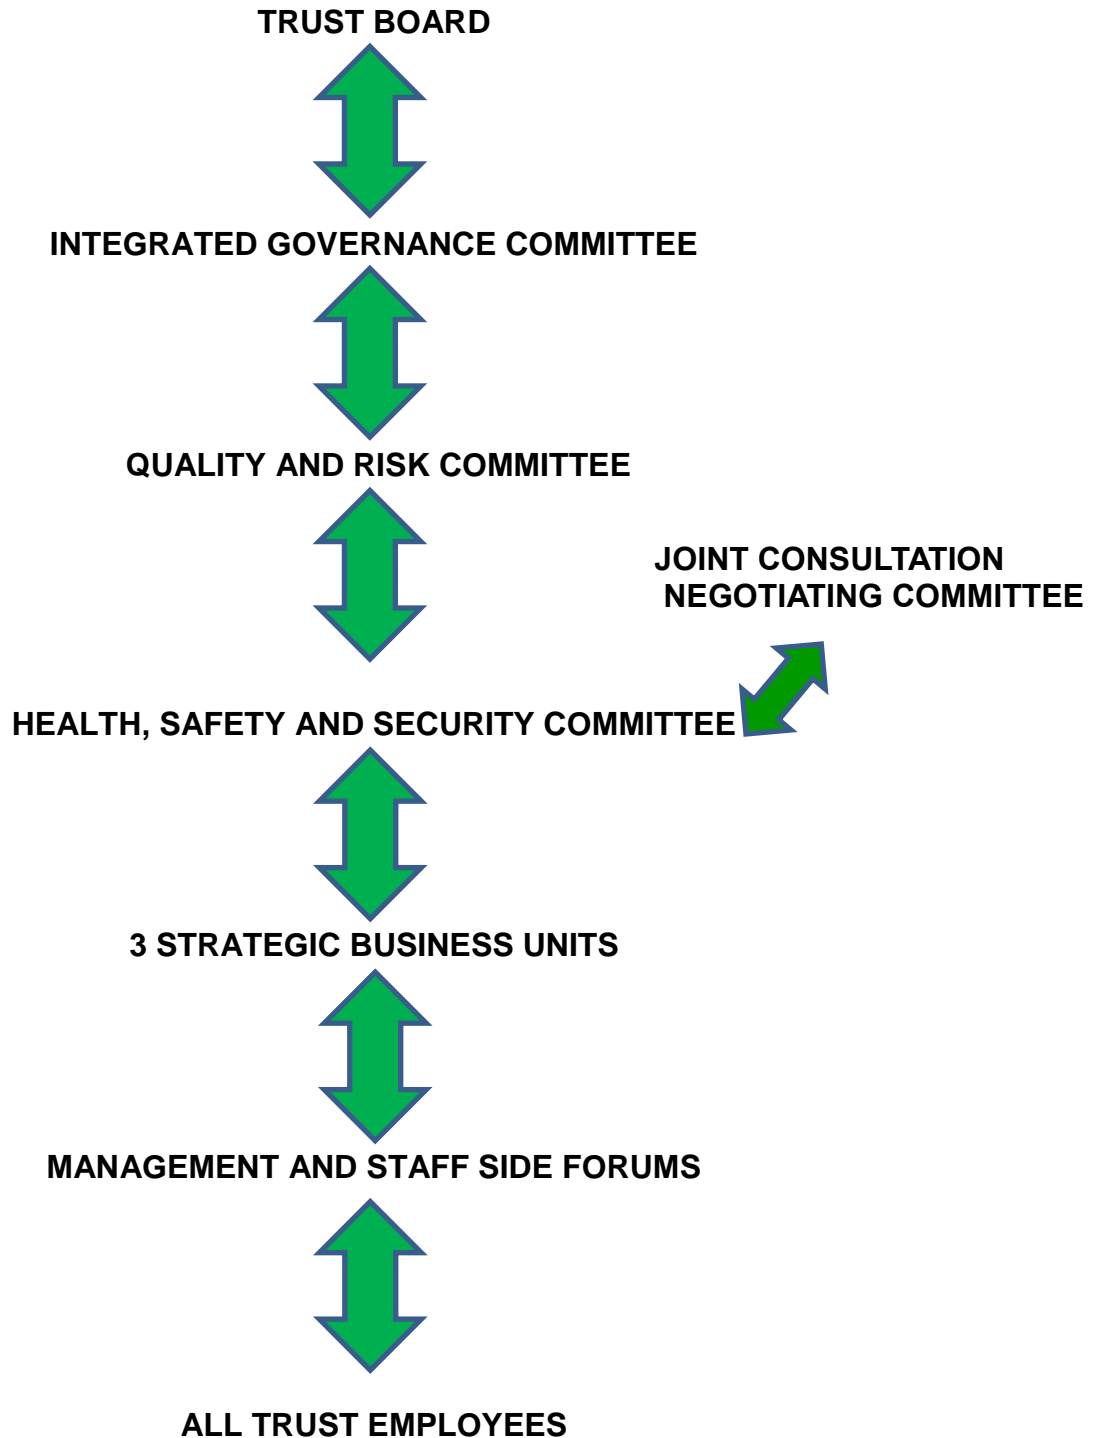 TRUST BOARD
INTEGRATED GOVERNANCE COMMITTEE
QUALITY AND RISK COMMITTEE
JOINT CONSULTATION
NEGOTIATING COMMITTEE
HEALTH, SAFETY AND SECURITY COMMITTEE
3 STRATEGIC BUSINESS UNITS
MANAGEMENT AND STAFF SIDE FORUMS
ALL TRUST EMPLOYEES